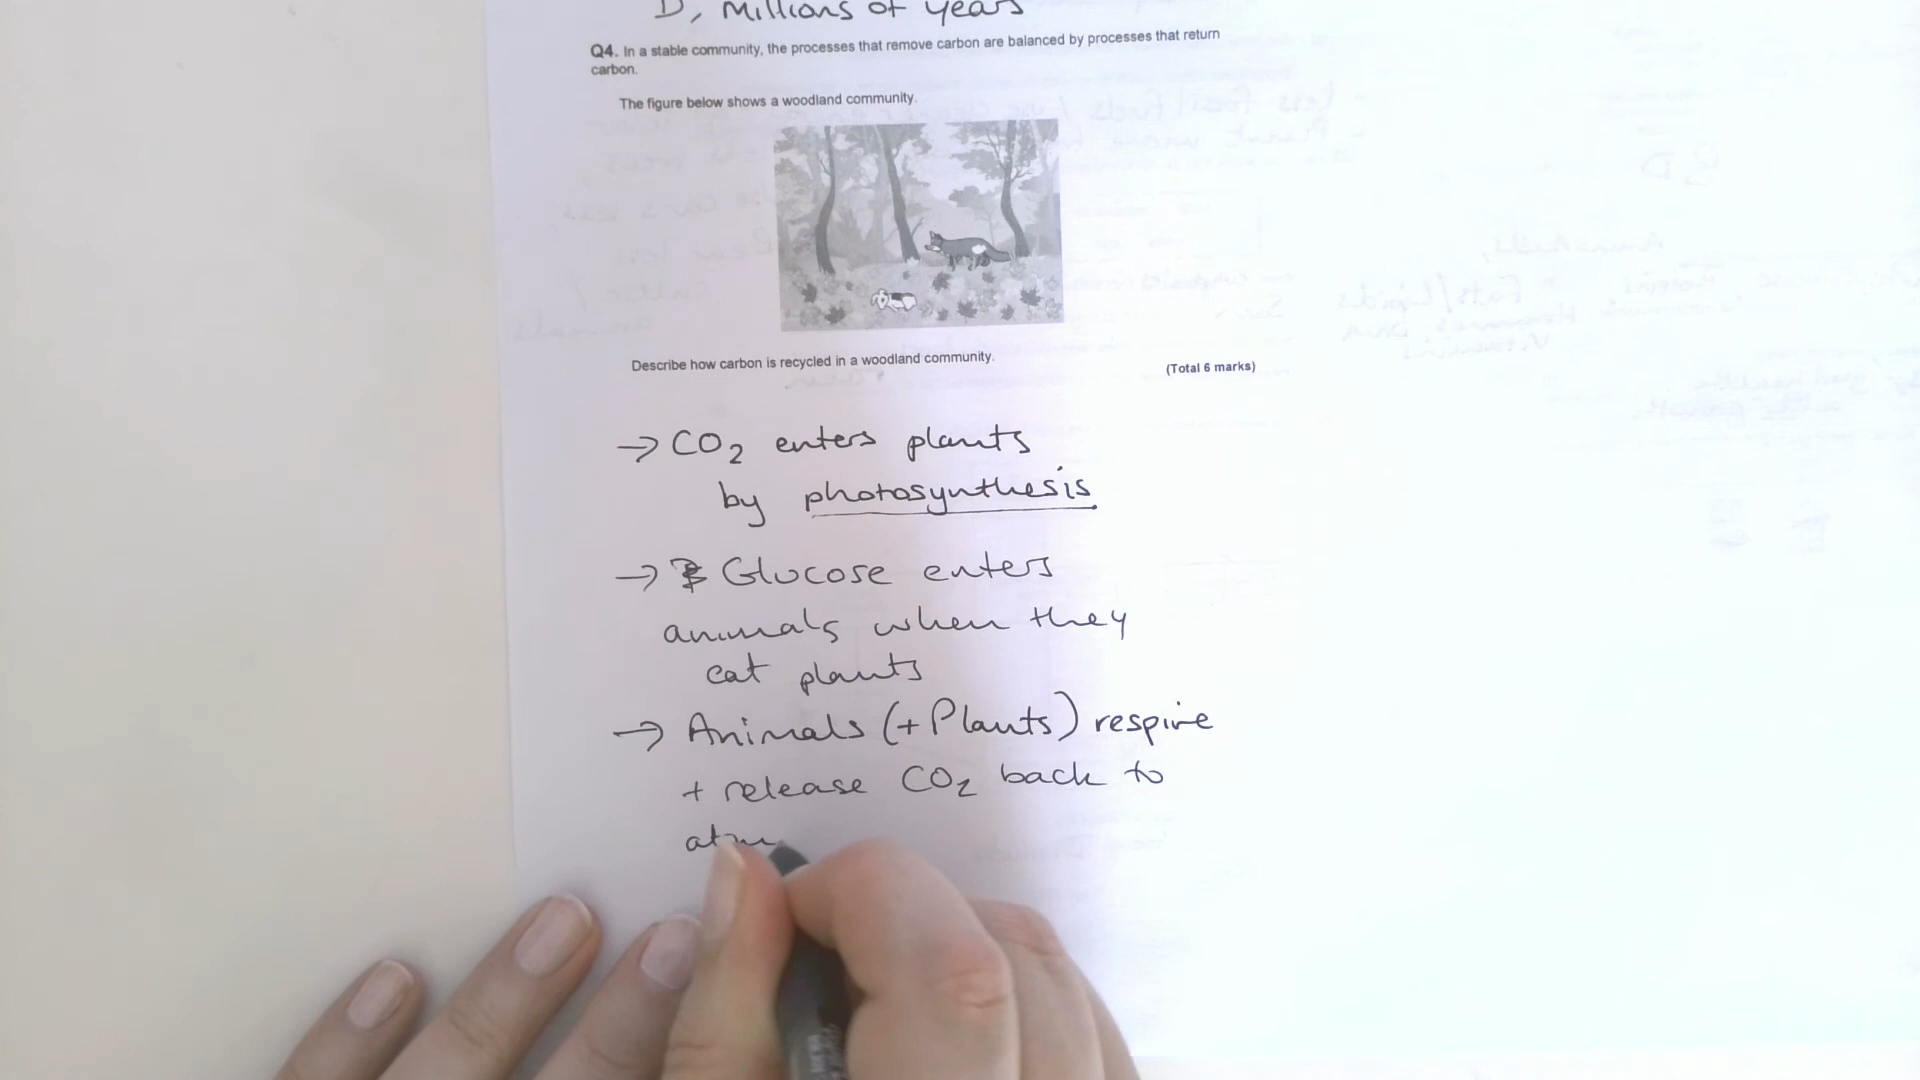 D, Millions of years
Q4. In a stable community, the processes that remove carbon are balanced by processes that return
carbon.
The figure below shows a woodland community.
Describe how carbon is recycled in a woodland community.
(Total 6 marks)
→ CO₂ enters plants
by photosynthesis
→ Glucose enters
animals when they
eat plants
→ Animals (+ Plants) respire
+ release CO₂ back to
atm